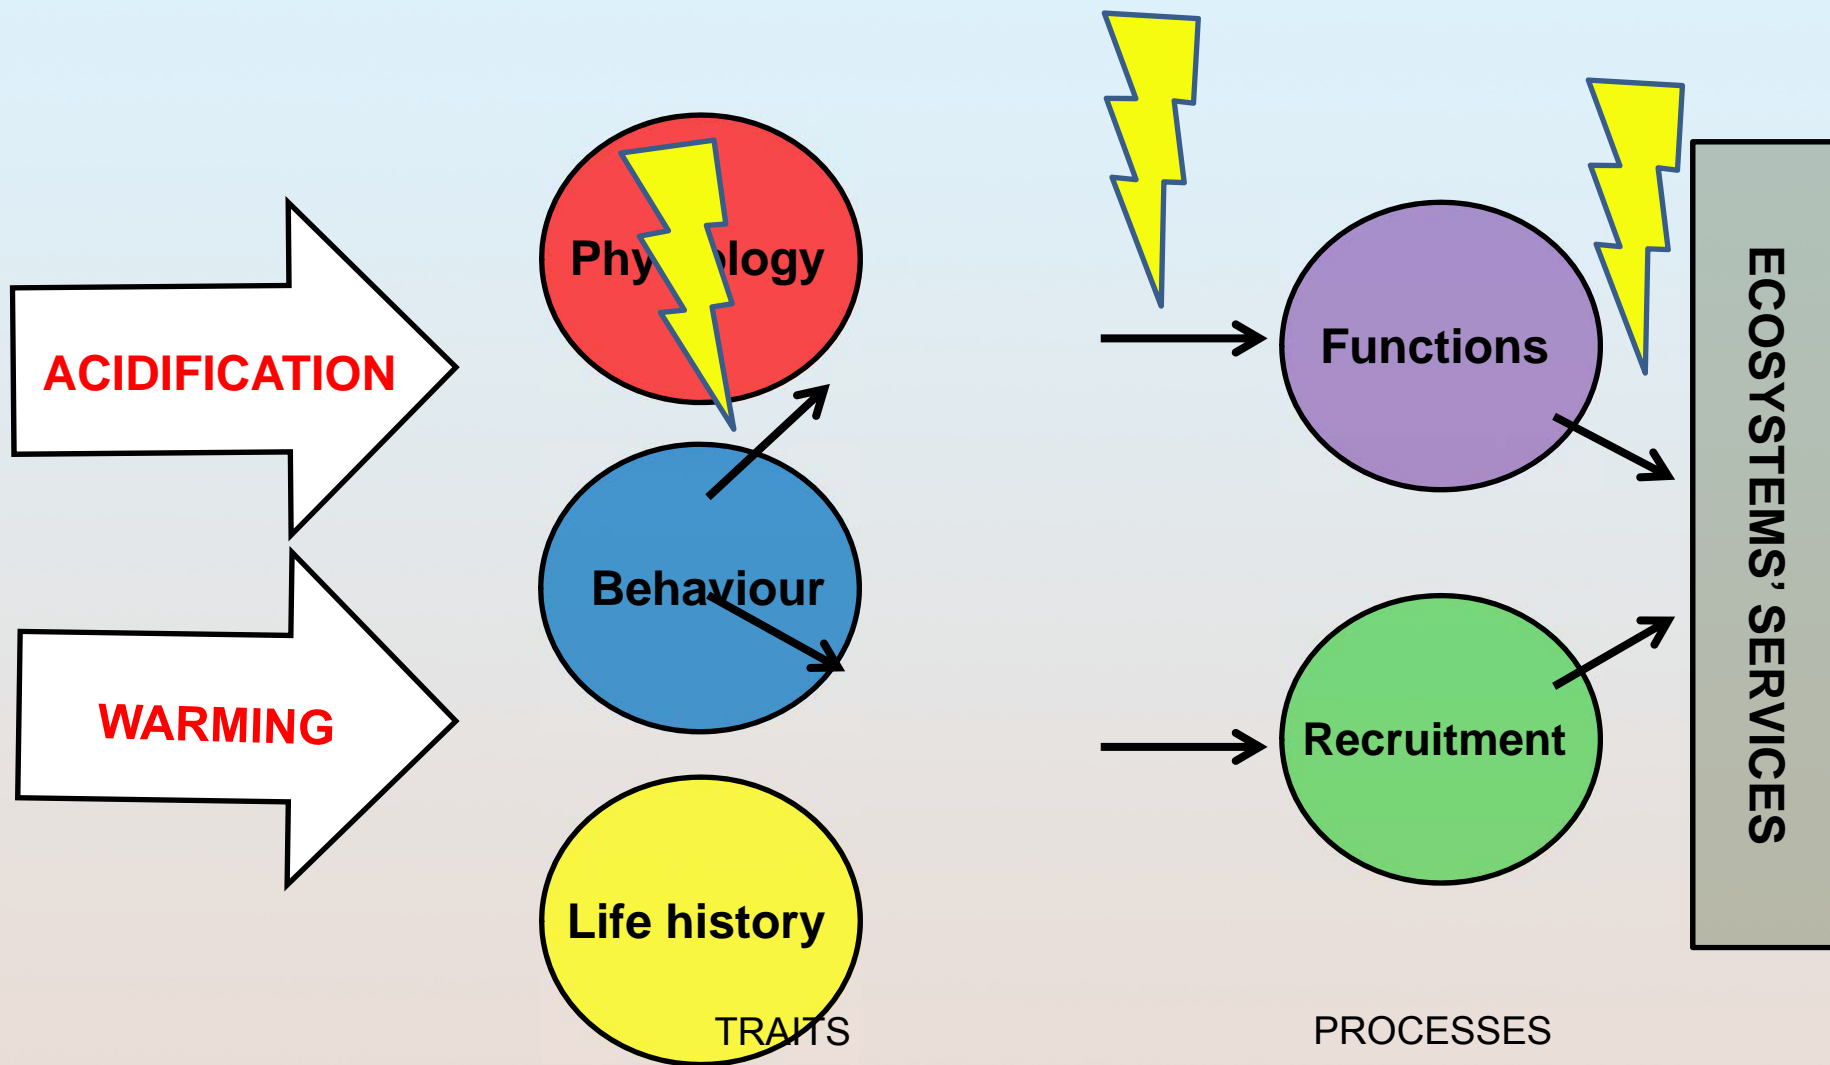 ACIDIFICATION
WARMING
Phy ology
Behaviour
Life history
TRAITS
Functions
Recruitment
PROCESSES
ECOSYSTEMS’ SERVICES